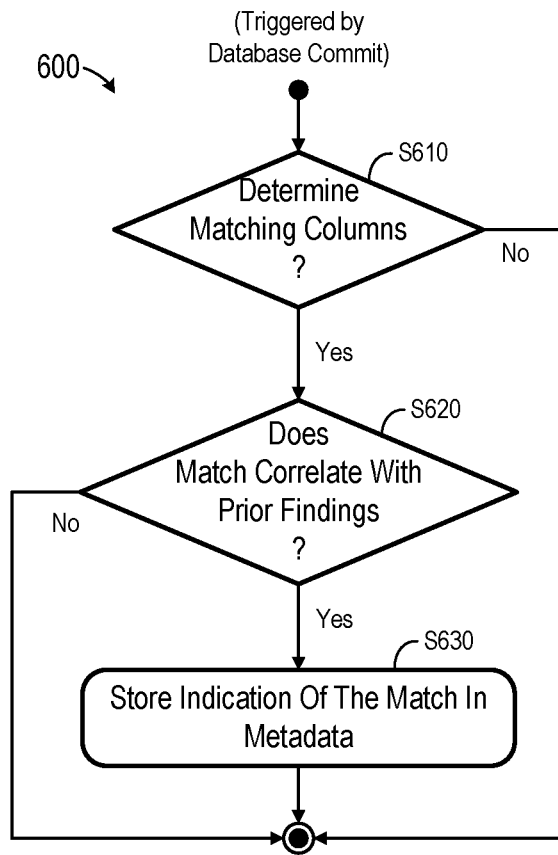 (Triggered by
Database Commit)
600
S610
Determine
Matching Columns
?
No
Yes
S620
Does
Match Correlate With
Prior Findings
?
No
Yes
S630
Store Indication Of The Match In
Metadata